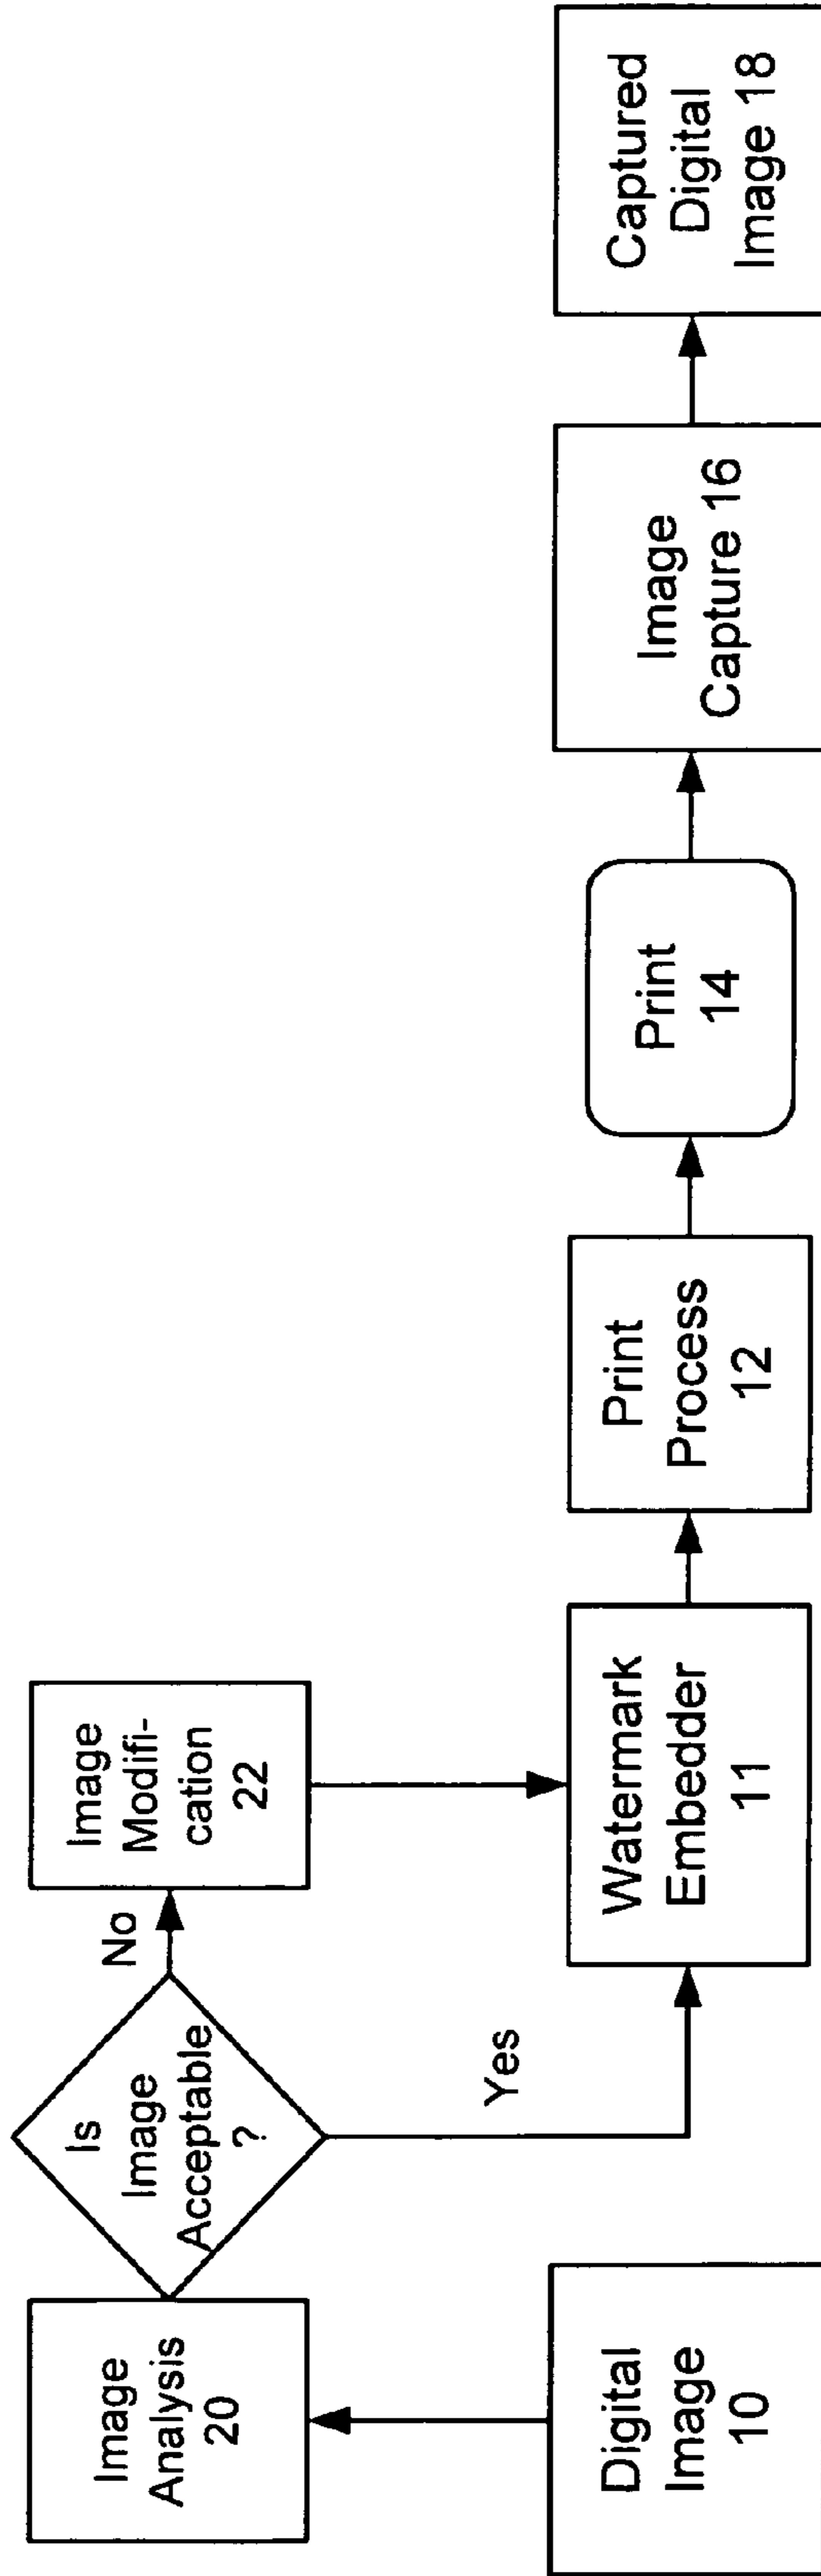 Digital
Image
10
Image
Analysis
20
Is
Image
Acceptable
?
No
Yes
Image
Modifi-
cation
22
Watermark
Embedder
11
Print
Process
12
Print
14
Image
Capture 16
Captured
Digital
Image 18